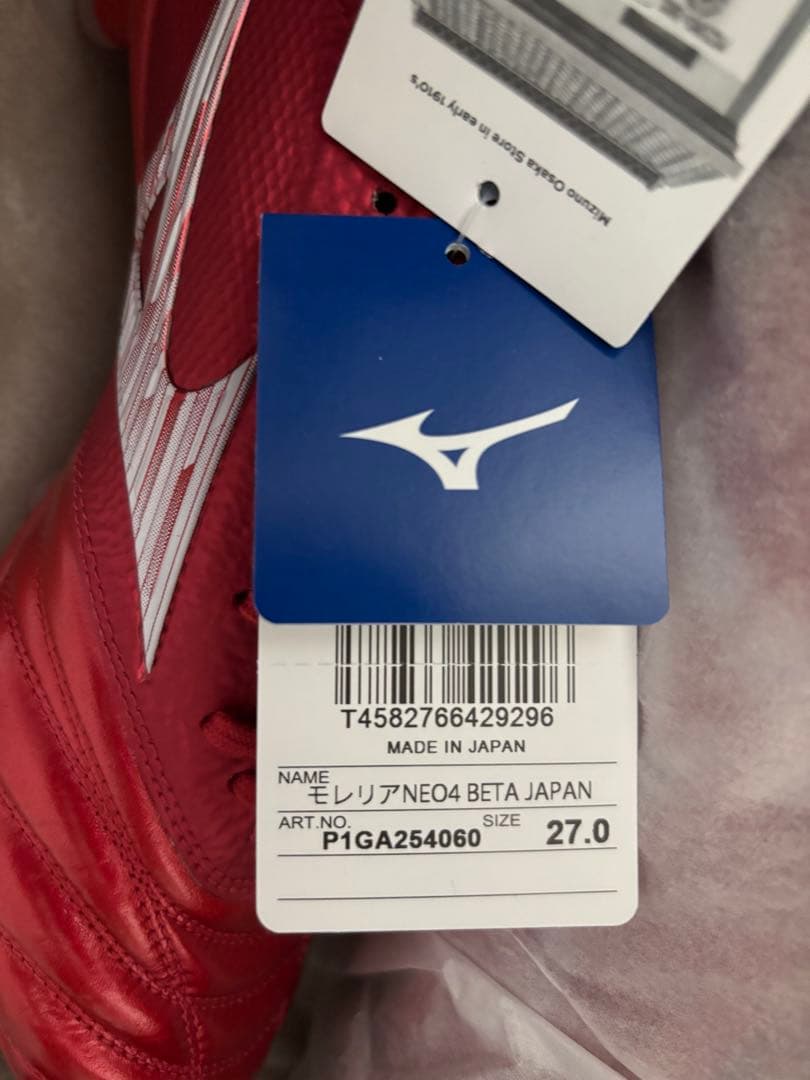 Mizuno Osaka Store in early 1910's
T4582766429296
MADE IN JAPAN
NAME
モレリアNEO4 BETA JAPAN
ART.NO. P1GA254060 SIZE 27.0